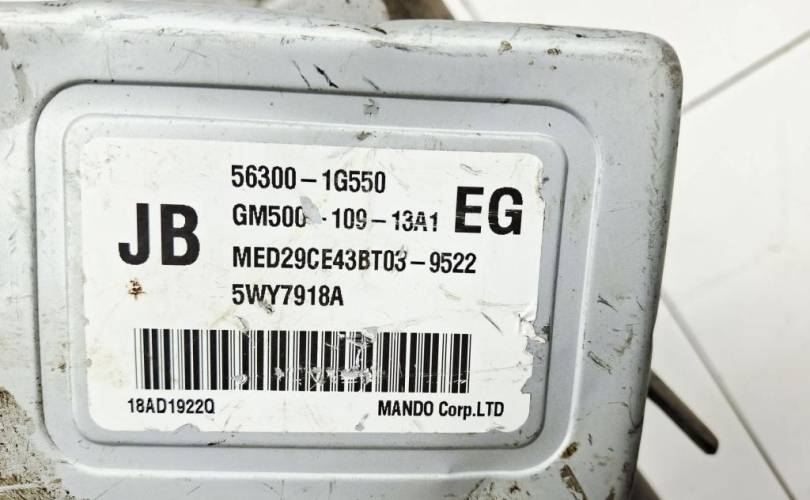 56300-1G550
JB GM500 -109-13A1 EG
MED29CE43BT03-9522
5WY7918A
18AD1922Q MANDO Corp.LTD